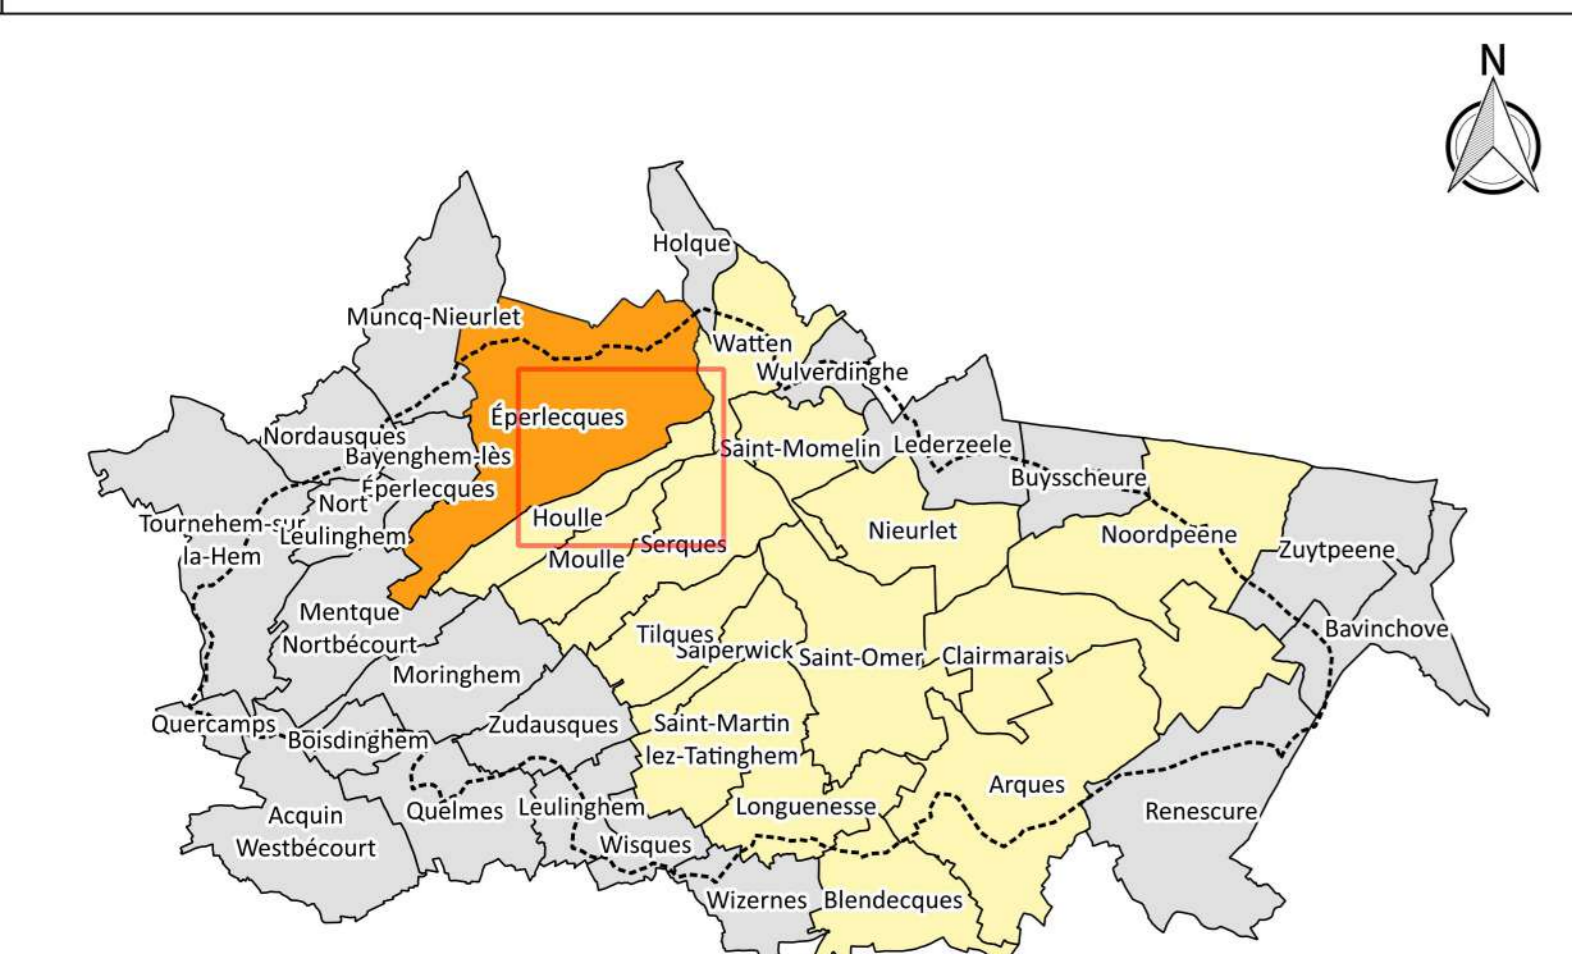 N
Holque
Muncq-Nieurlet
Watten
Wulverdinghe
Éperlecques
Nordausques
Bayenghem-lès
Éperlecques
Saint-Momelin
Lederzeele
Buysscheure
Nort
Leulinghem
Tournehem-sur
la-Hem
Houlle
Moulle
Serques
Nieurlet
Noordpeene
Zuytpeene
Mentque
Nortbécourt
Tilques
Salperwick
Saint-Omer
Clairmarais
Bavinchove
Moringhem
Quercamps
Boisdinghem
Zudausques
Saint-Martin
lez-Tatinghem
Acquin
Westbécourt
Quelmes
Leulinghem
Longuenesse
Arques
Renescure
Wisques
Wizernes
Blendecques